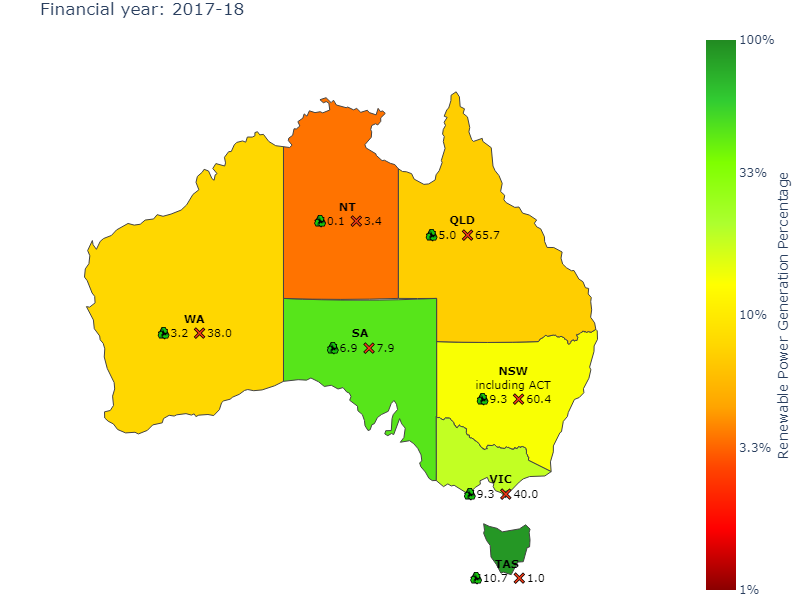 Financial year: 2017-18
100%
33%
10%
3.3%
1%
Renewable Power Generation Percentage
NT
0.1 3.4
QLD
5.0 65.7
WA
3.2 38.0
SA
6.9 7.9
NSW
including ACT
9.3 60.4
VIC
9.3 40.0
TAS
10.7 1.0